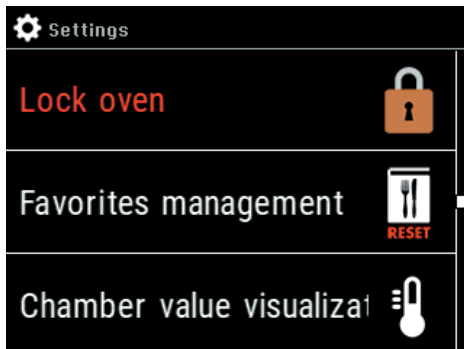 Settings
Lock oven
Favorites management
RESET
Chamber value visualizat